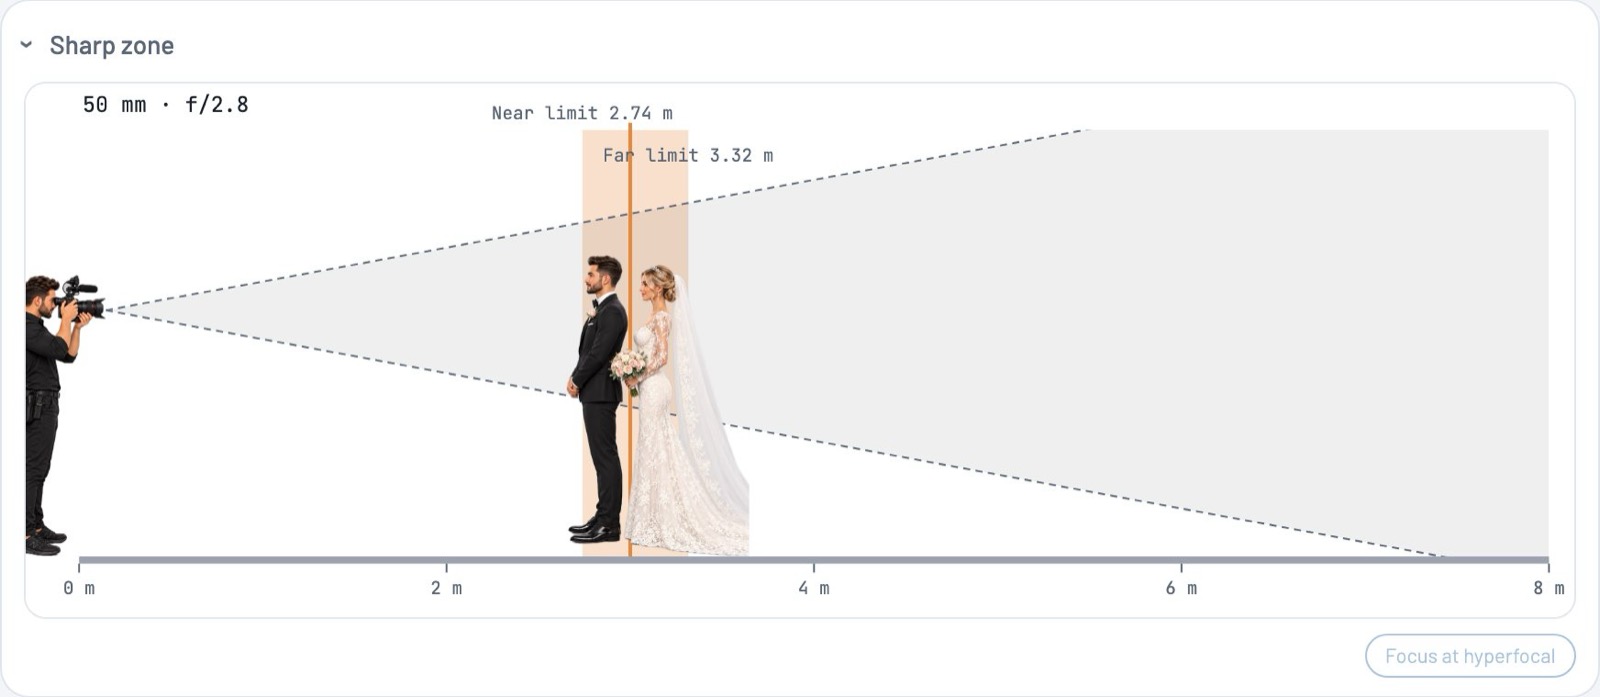 Sharp zone
50 mm · f/2.8
Near limit 2.74 m
Far limit 3.32 m
0 m
2 m
4 m
6 m
8 m
Focus at hyperfocal